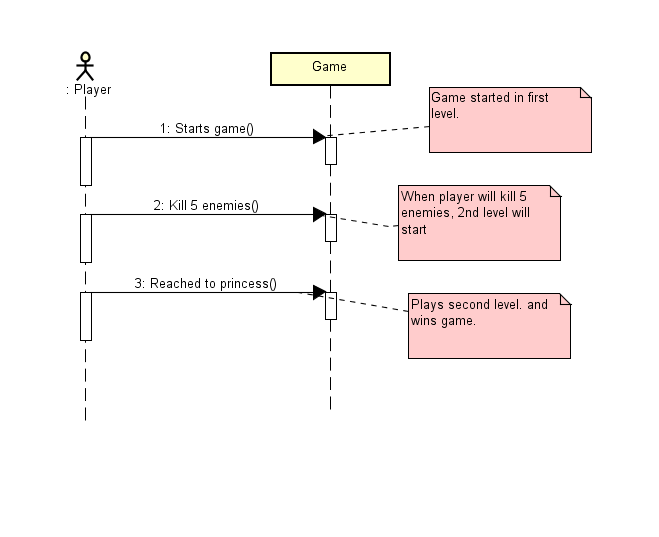 Game
: Player
Game started in first
level.
1: Starts game()
When player will kill 5
enemies, 2nd level will
start
2: Kill 5 enemies()
3: Reached to princess()
Plays second level. and
wins game.